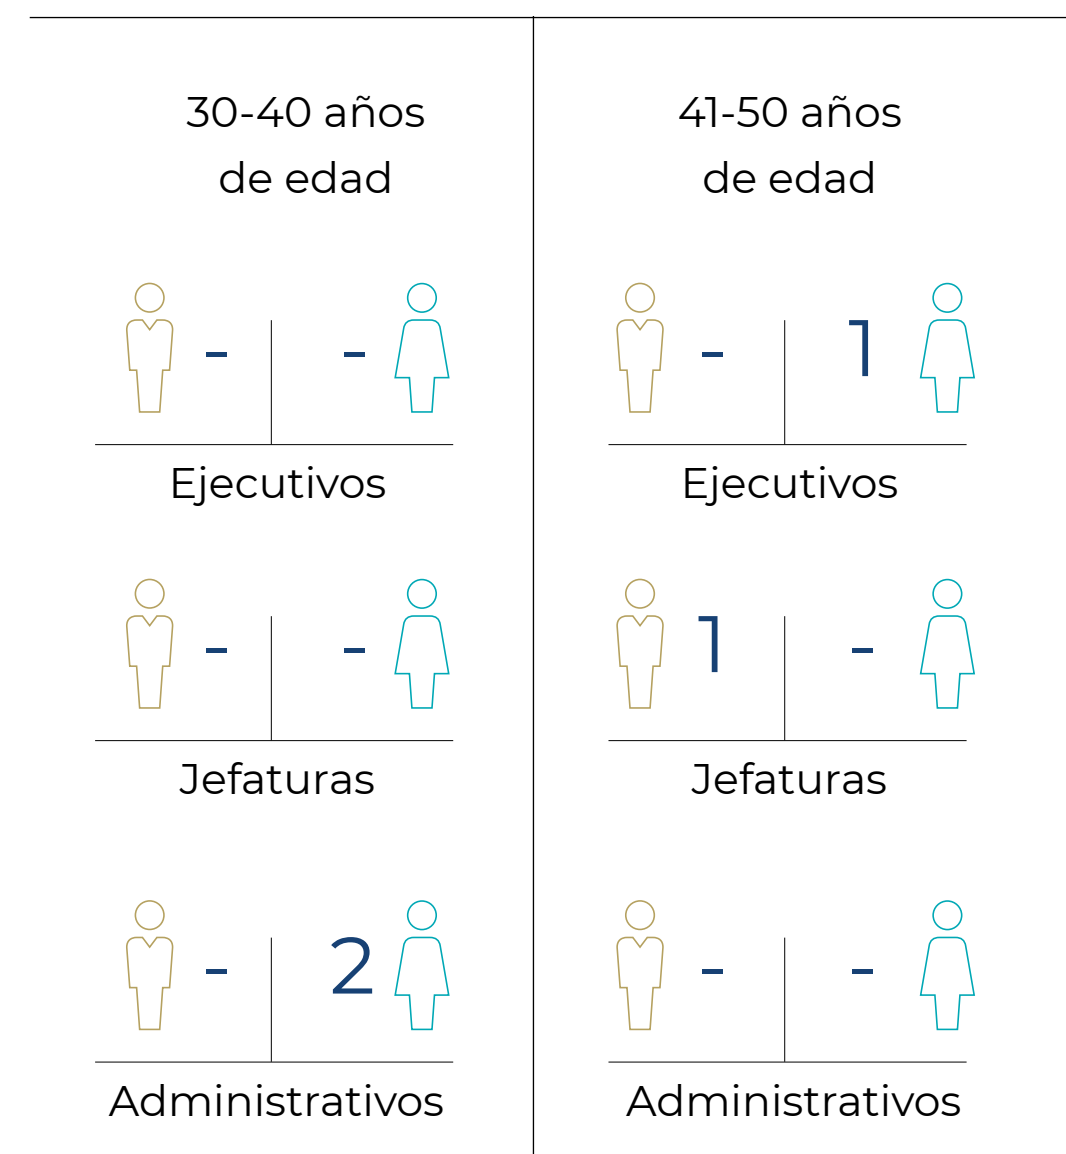 30-40 años
de edad
- -
Ejecutivos
- -
Jefaturas
- 2
Administrativos
41-50 años
de edad
- 1
Ejecutivos
1 -
Jefaturas
- -
Administrativos